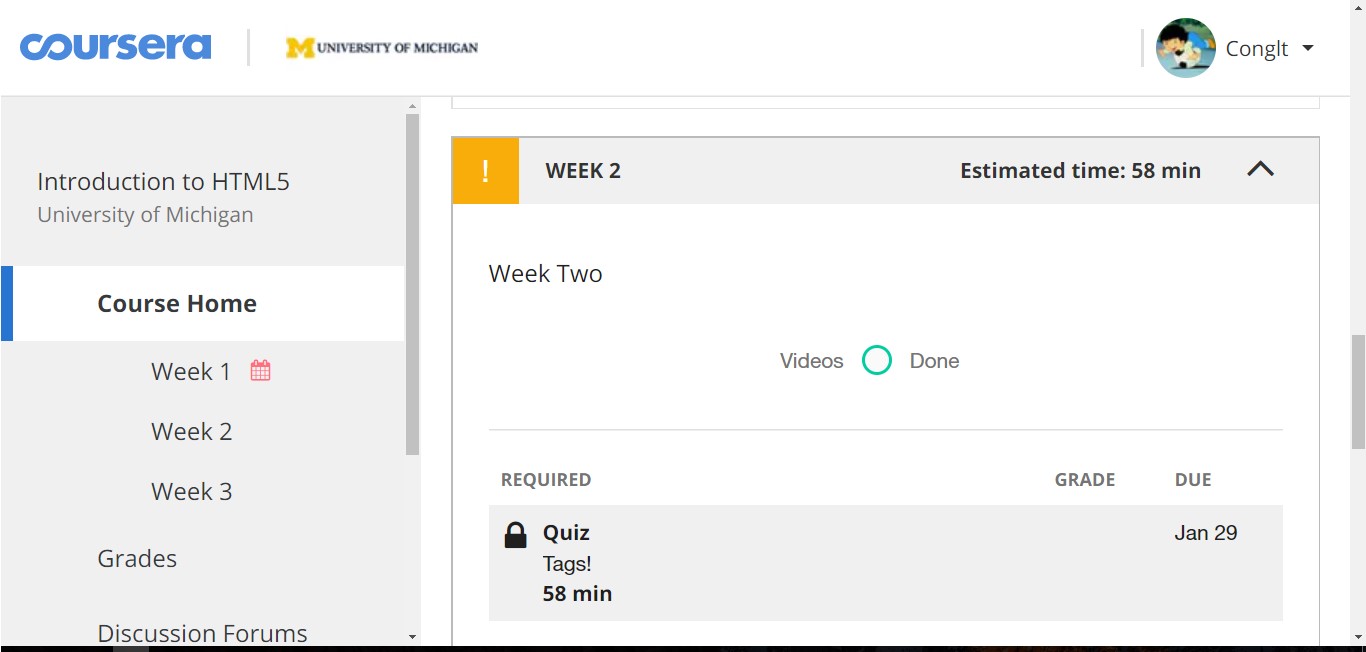 coursera
UNIVERSITY OF MICHIGAN
Conglt
Introduction to HTML5
University of Michigan
Course Home
Week 1
Week 2
Week 3
Grades
Discussion Forums
! WEEK 2 Estimated time: 58 min
Week Two
Videos Done
REQUIRED GRADE DUE
Quiz Jan 29
Tags!
58 min